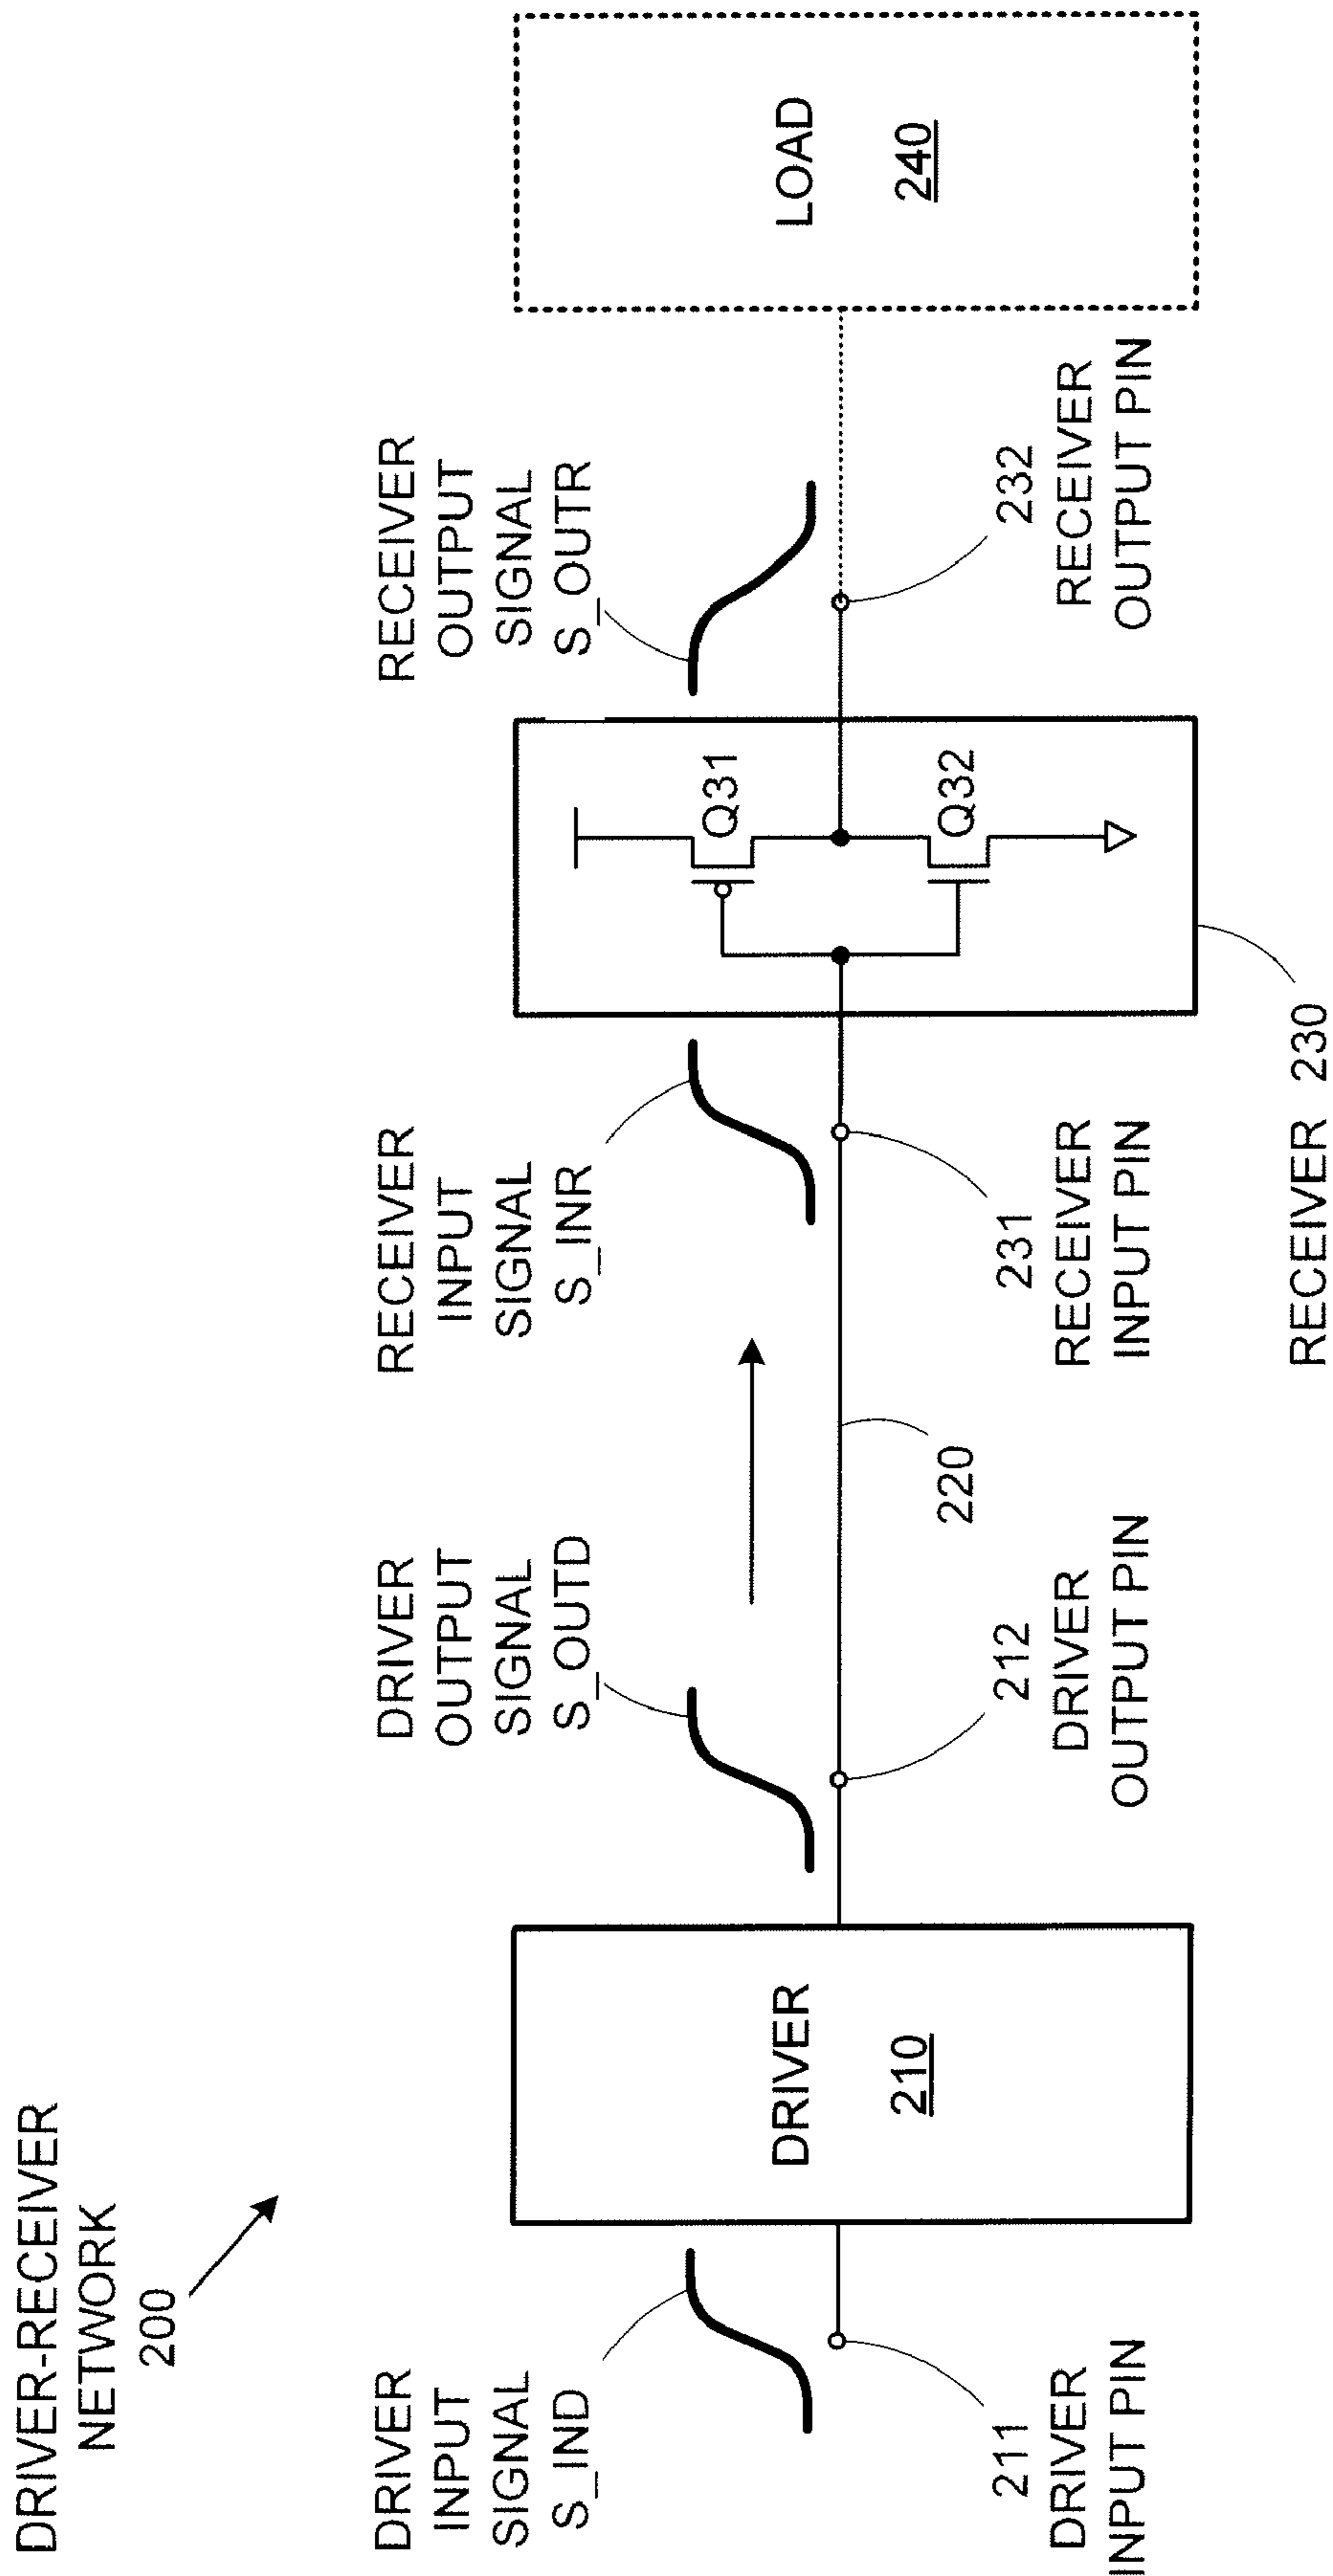 DRIVER-RECEIVER
NETWORK
200
DRIVER
INPUT
SIGNAL
S_IND
DRIVER
OUTPUT
SIGNAL
S_OUTD
RECEIVER
INPUT
SIGNAL
S_INR
RECEIVER
OUTPUT
SIGNAL
S_OUTR
DRIVER
210
Q31
Q32
LOAD
240
211
DRIVER
INPUT PIN
212
DRIVER
OUTPUT PIN
220
231
RECEIVER
INPUT PIN
232
RECEIVER
OUTPUT PIN
RECEIVER 230